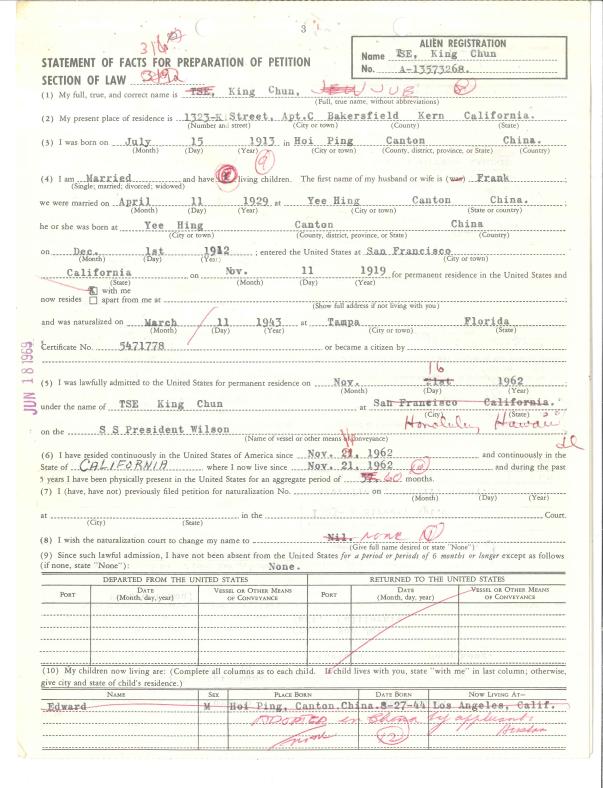 3
316
ALIEN REGISTRATION
Name TSE, King Chun
No. A-13573268.
STATEMENT OF FACTS FOR PREPARATION OF PETITION
SECTION OF LAW
(1) My full, true, and correct name is TSE, King Chun,
(Full, true name, without abbreviations)
(2) My present place of residence is 1323-K Street, Apt.C Bakersfield Kern California.
(Number and street) (City or town) (County) (State)
(3) I was born on July 15 1913 in Hoi Ping Canton China.
(Month) (Day) (Year) (City or town) (County, district, province, or State) (Country)
(4) I am Married and have living children. The first name of my husband or wife is (was) Frank
(Single; married; divorced; widowed)
we were married on April 11 1929 at Yee Hing Canton China.
(Month) (Day) (Year) (City or town) (State or country)
he or she was born at Yee Hing Canton China
(City or town) (County, district, province, or State) (Country)
on Dec. 1st 1912 ; entered the United States at San Francisco
(Month) (Day) (Year) (City or town)
California on Nov. 11 1919 for permanent residence in the United States and
(State) (Month) (Day) (Year)
X with me
now resides apart from me at
(Show full address if not living with you)
and was naturalized on March 11 1943 at Tampa Florida
(Month) (Day) (Year) (City or town) (State)
Certificate No. 5471778 or became a citizen by
JUN 18 1969
16
(5) I was lawfully admitted to the United States for permanent residence on Nov. 21st 1962
(Month) (Day) (Year)
under the name of TSE King Chun at San Francisco California.
(City) (State)
Honolulu, Hawaii
on the S S President Wilson
(Name of vessel or other means of conveyance)
(6) I have resided continuously in the United States of America since Nov. 21, 1962 and continuously in the
State of CALIFORNIA where I now live since Nov. 21, 1962 and during the past
5 years I have been physically present in the United States for an aggregate period of 60 months.
(7) I (have, have not) previously filed petition for naturalization No. on
(Month) (Day) (Year)
at in the Court.
(City) (State)
(8) I wish the naturalization court to change my name to Nil. none
(Give full name desired or state "None")
(9) Since such lawful admission, I have not been absent from the United States for a period or periods of 6 months or longer except as follows
(if none, state "None"): None.
DEPARTED FROM THE UNITED STATES RETURNED TO THE UNITED STATES
PORT DATE (Month, day, year) VESSEL OR OTHER MEANS OF CONVEYANCE PORT DATE (Month, day, year) VESSEL OR OTHER MEANS OF CONVEYANCE
(10) My children now living are: (Complete all columns as to each child. If child lives with you, state "with me" in last column; otherwise,
give city and state of child's residence.)
NAME SEX PLACE BORN DATE BORN NOW LIVING AT—
Edward M Hoi Ping, Canton, China. 8-27-44 Los Angeles, Calif.
ADOPTED in China by applicants